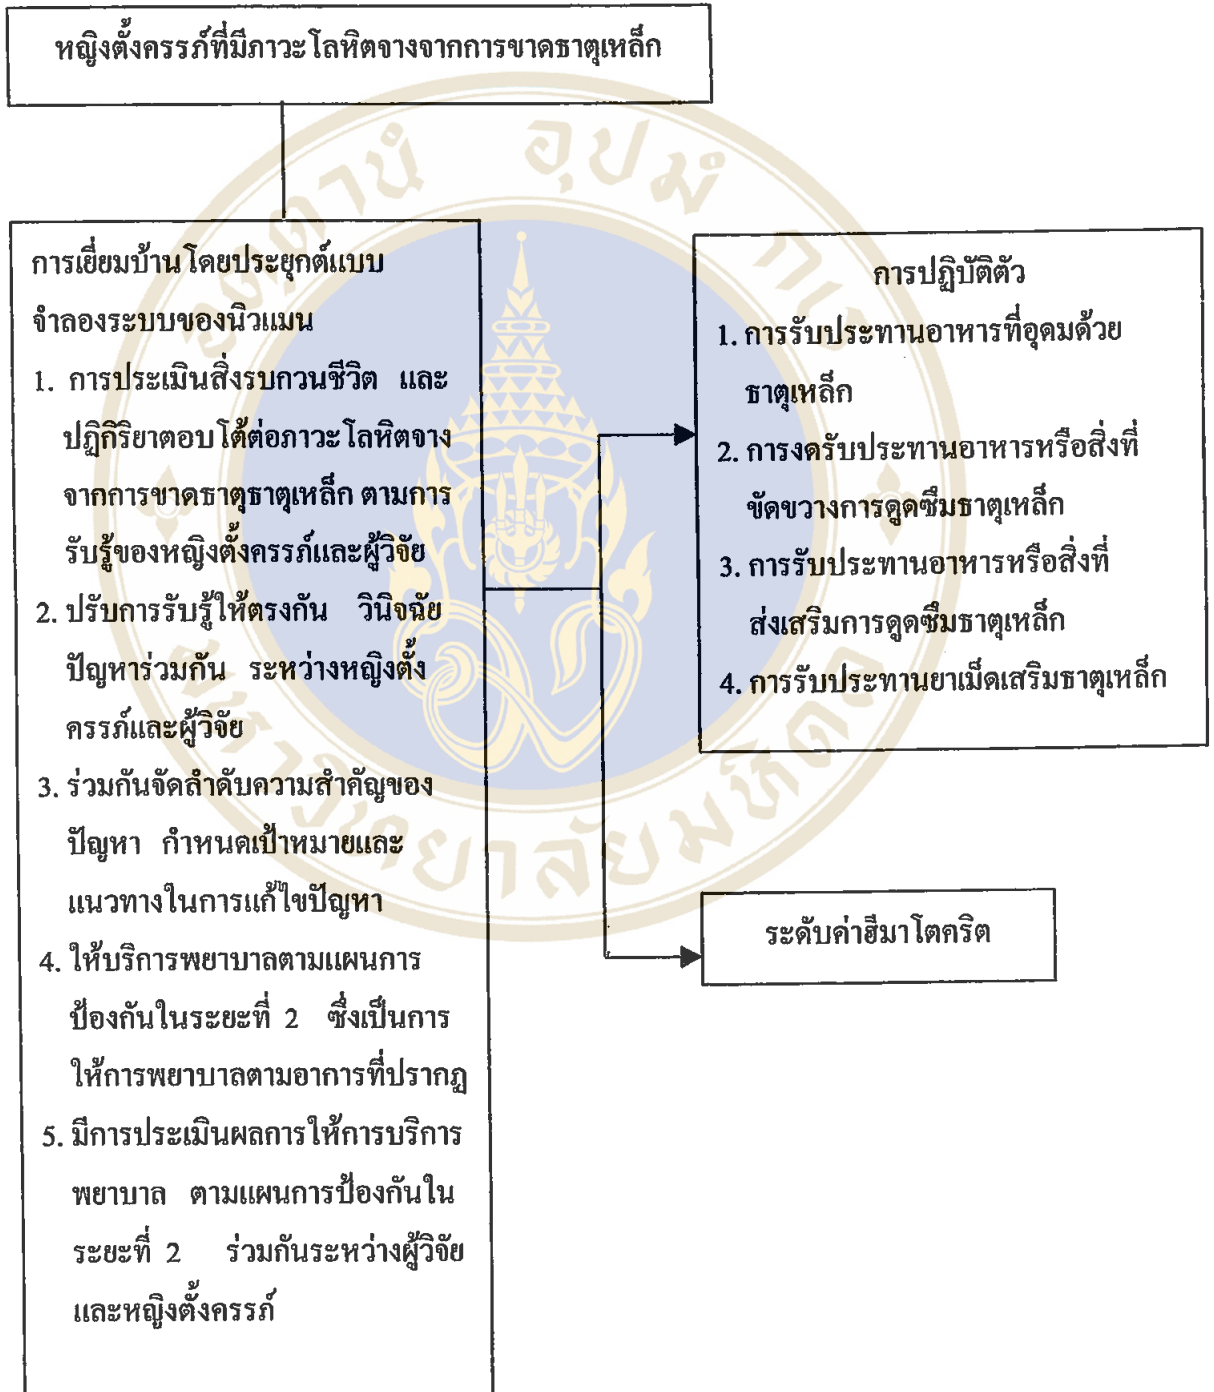 หญิงตั้งครรภ์ที่มีภาวะโลหิตจางจากการขาดธาตุเหล็ก
การเยี่ยมบ้านโดยประยุกต์แบบ
จำลองระบบของนิวแมน
1. การประเมินสิ่งรบกวนชีวิต และ
ปฏิกิริยาตอบโต้ต่อภาวะโลหิตจาง
จากการขาดธาตุธาตุเหล็ก ตามการ
รับรู้ของหญิงตั้งครรภ์และผู้วิจัย
2. ปรับการรับรู้ให้ตรงกัน วินิจฉัย
ปัญหาร่วมกัน ระหว่างหญิงตั้ง
ครรภ์และผู้วิจัย
3. ร่วมกันจัดลำดับความสำคัญของ
ปัญหา กำหนดเป้าหมายและ
แนวทางในการแก้ไขปัญหา
4. ให้บริการพยาบาลตามแผนการ
ป้องกันในระยะที่ 2 ซึ่งเป็นการ
ให้การพยาบาลตามอาการที่ปรากฏ
5. มีการประเมินผลการให้การบริการ
พยาบาล ตามแผนการป้องกันใน
ระยะที่ 2 ร่วมกันระหว่างผู้วิจัย
และหญิงตั้งครรภ์
การปฏิบัติตัว
1. การรับประทานอาหารที่อุดมด้วย
ธาตุเหล็ก
2. การงดรับประทานอาหารหรือสิ่งที่
ขัดขวางการดูดซึมธาตุเหล็ก
3. การรับประทานอาหารหรือสิ่งที่
ส่งเสริมการดูดซึมธาตุเหล็ก
4. การรับประทานยาเม็ดเสริมธาตุเหล็ก
ระดับค่าฮีมาโตคริต
อตฺตานํ อุปมํ กเร
มหาวิทยาลัยมหิดล